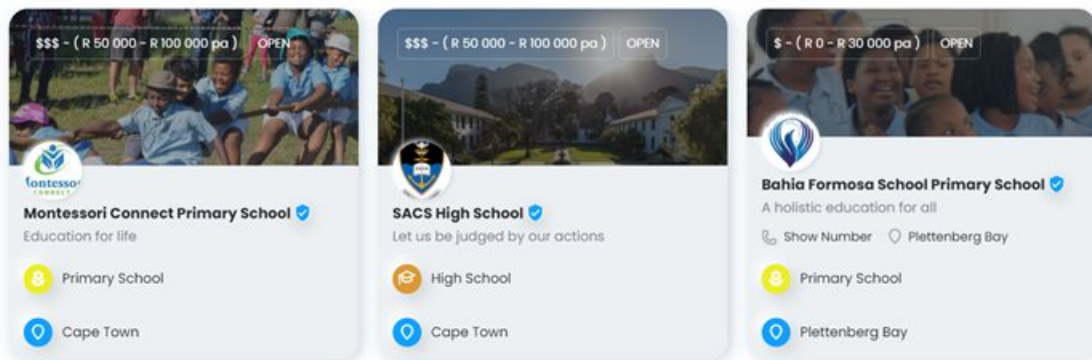 $$$ - ( R 50 000 - R 100 000 pa ) OPEN
Montesso
CONNECT
Montessori Connect Primary School
Education for life
Primary School
Cape Town
$$$ - ( R 50 000 - R 100 000 pa ) OPEN
SACS High School
Let us be judged by our actions
High School
Cape Town
$ - ( R 0 - R 30 000 pa ) OPEN
Bahia Formosa School Primary School
A holistic education for all
Show Number Plettenberg Bay
Primary School
Plettenberg Bay